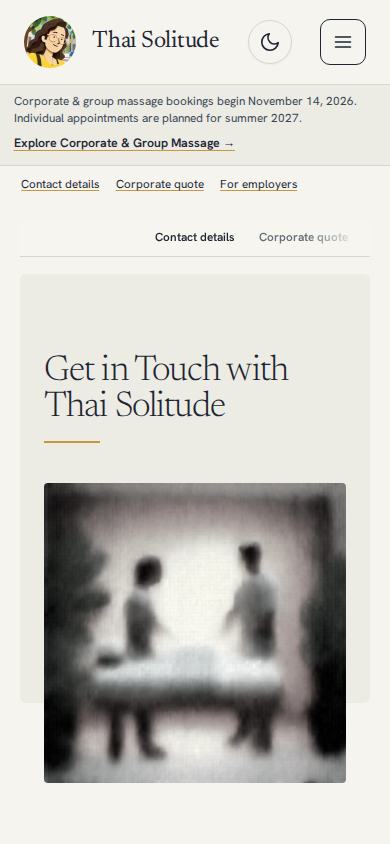 Thai Solitude
Corporate & group massage bookings begin November 14, 2026.
Individual appointments are planned for summer 2027.
Explore Corporate & Group Massage →
Contact details Corporate quote For employers
Contact details Corporate quote
Get in Touch with
Thai Solitude